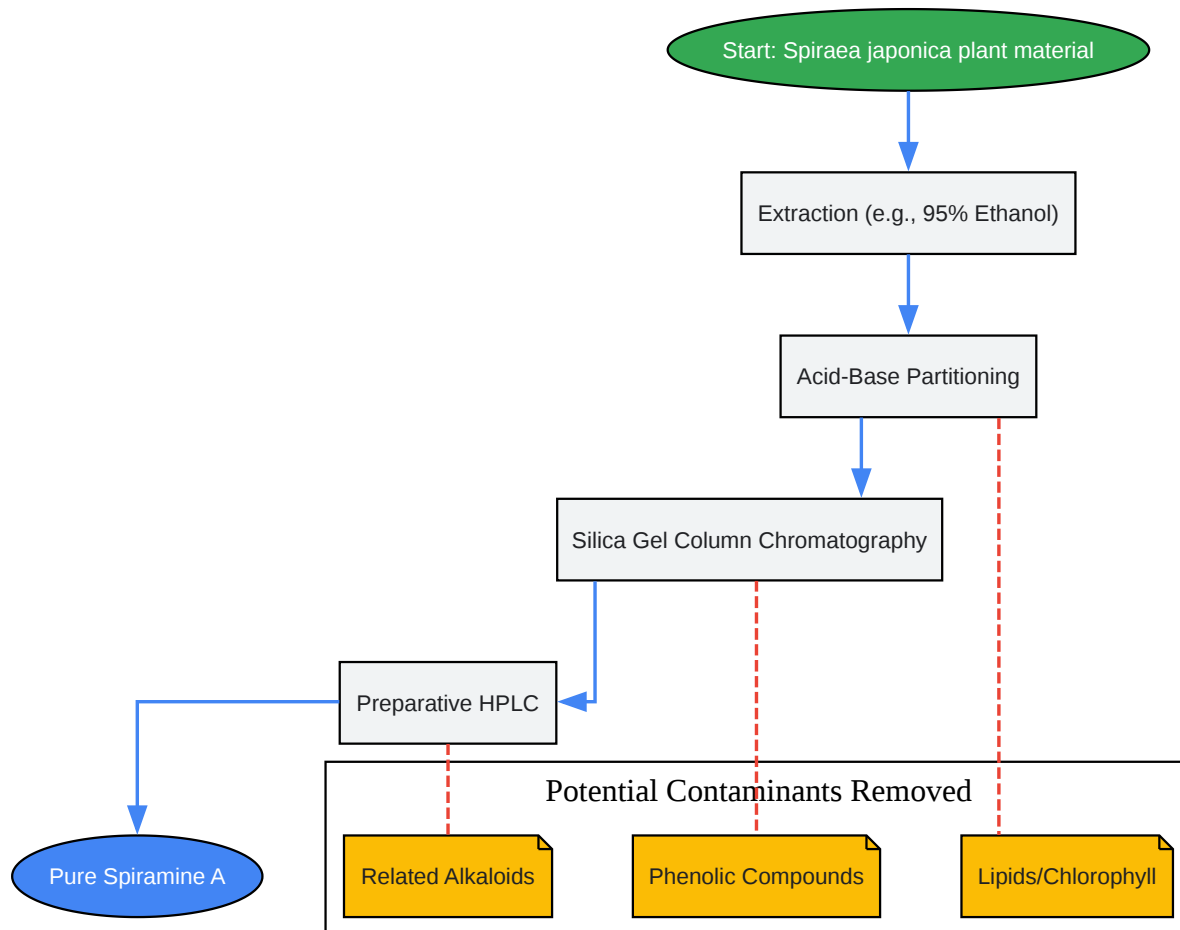 Start: Spiraea japonica plant material
Extraction (e.g., 95% Ethanol)
Acid-Base Partitioning
Silica Gel Column Chromatography
Preparative HPLC
Potential Contaminants Removed
Pure Spiramine A
Related Alkaloids
Phenolic Compounds
Lipids/Chlorophyll